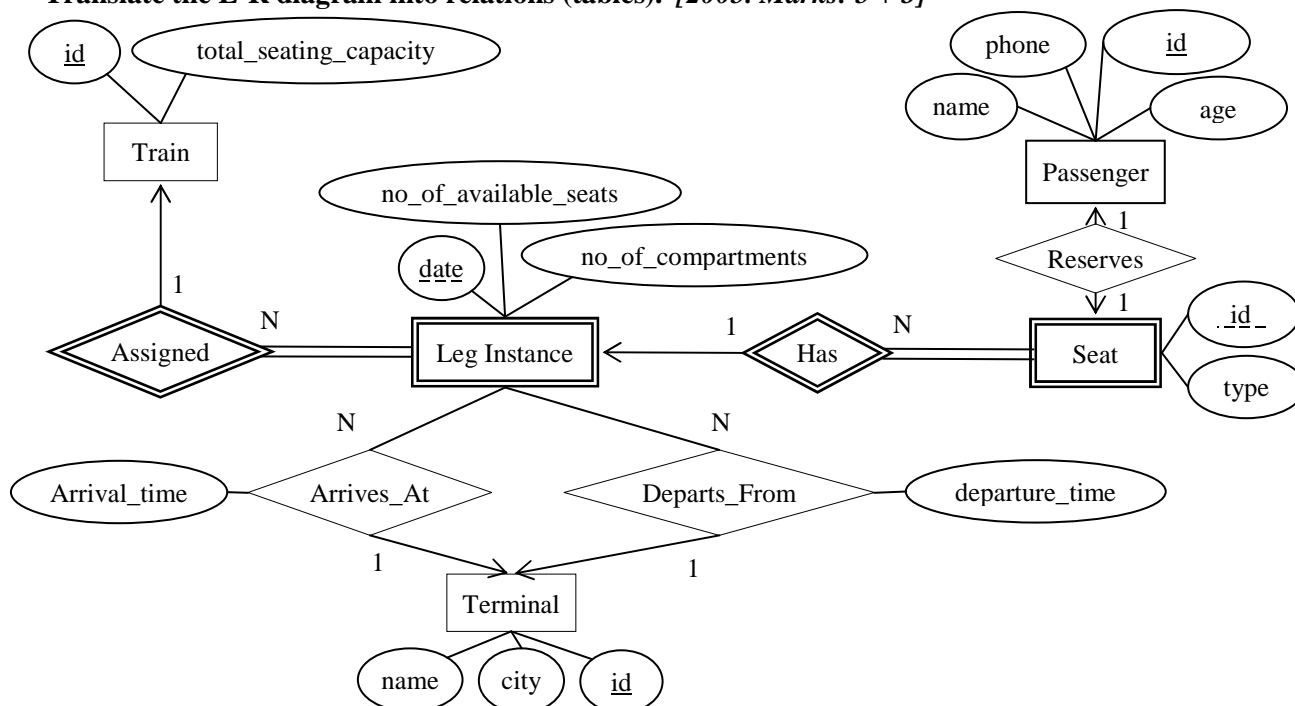 Translate the E-R diagram into relations (tables). [2003. Marks: 3 + 3]
id
total_seating_capacity
phone
id
name
age
Train
Passenger
no_of_available_seats
date
no_of_compartments
1
Reserves
1
id
1
N
1
N
Assigned
Leg Instance
Has
Seat
type
N
N
Arrival_time
Arrives_At
Departs_From
departure_time
1
1
Terminal
name
city
id